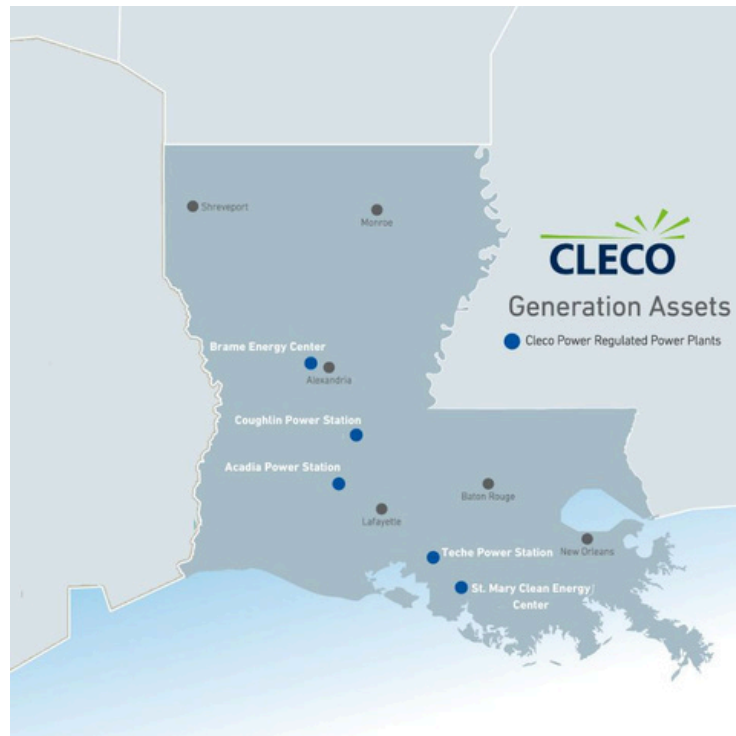 Shreveport
Monroe
CLECO
Generation Assets
Cleco Power Regulated Power Plants
Brame Energy Center
Alexandria
Coughlin Power Station
Acadia Power Station
Baton Rouge
Lafayette
New Orleans
Teche Power Station
St. Mary Clean Energy
Center